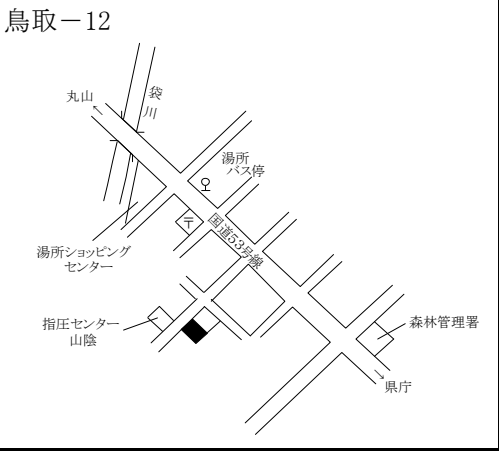 鳥取－12
丸山
袋川
湯所
バス停
〒
国道53号線
湯所ショッピング
センター
指圧センター
山陰
森林管理署
県庁